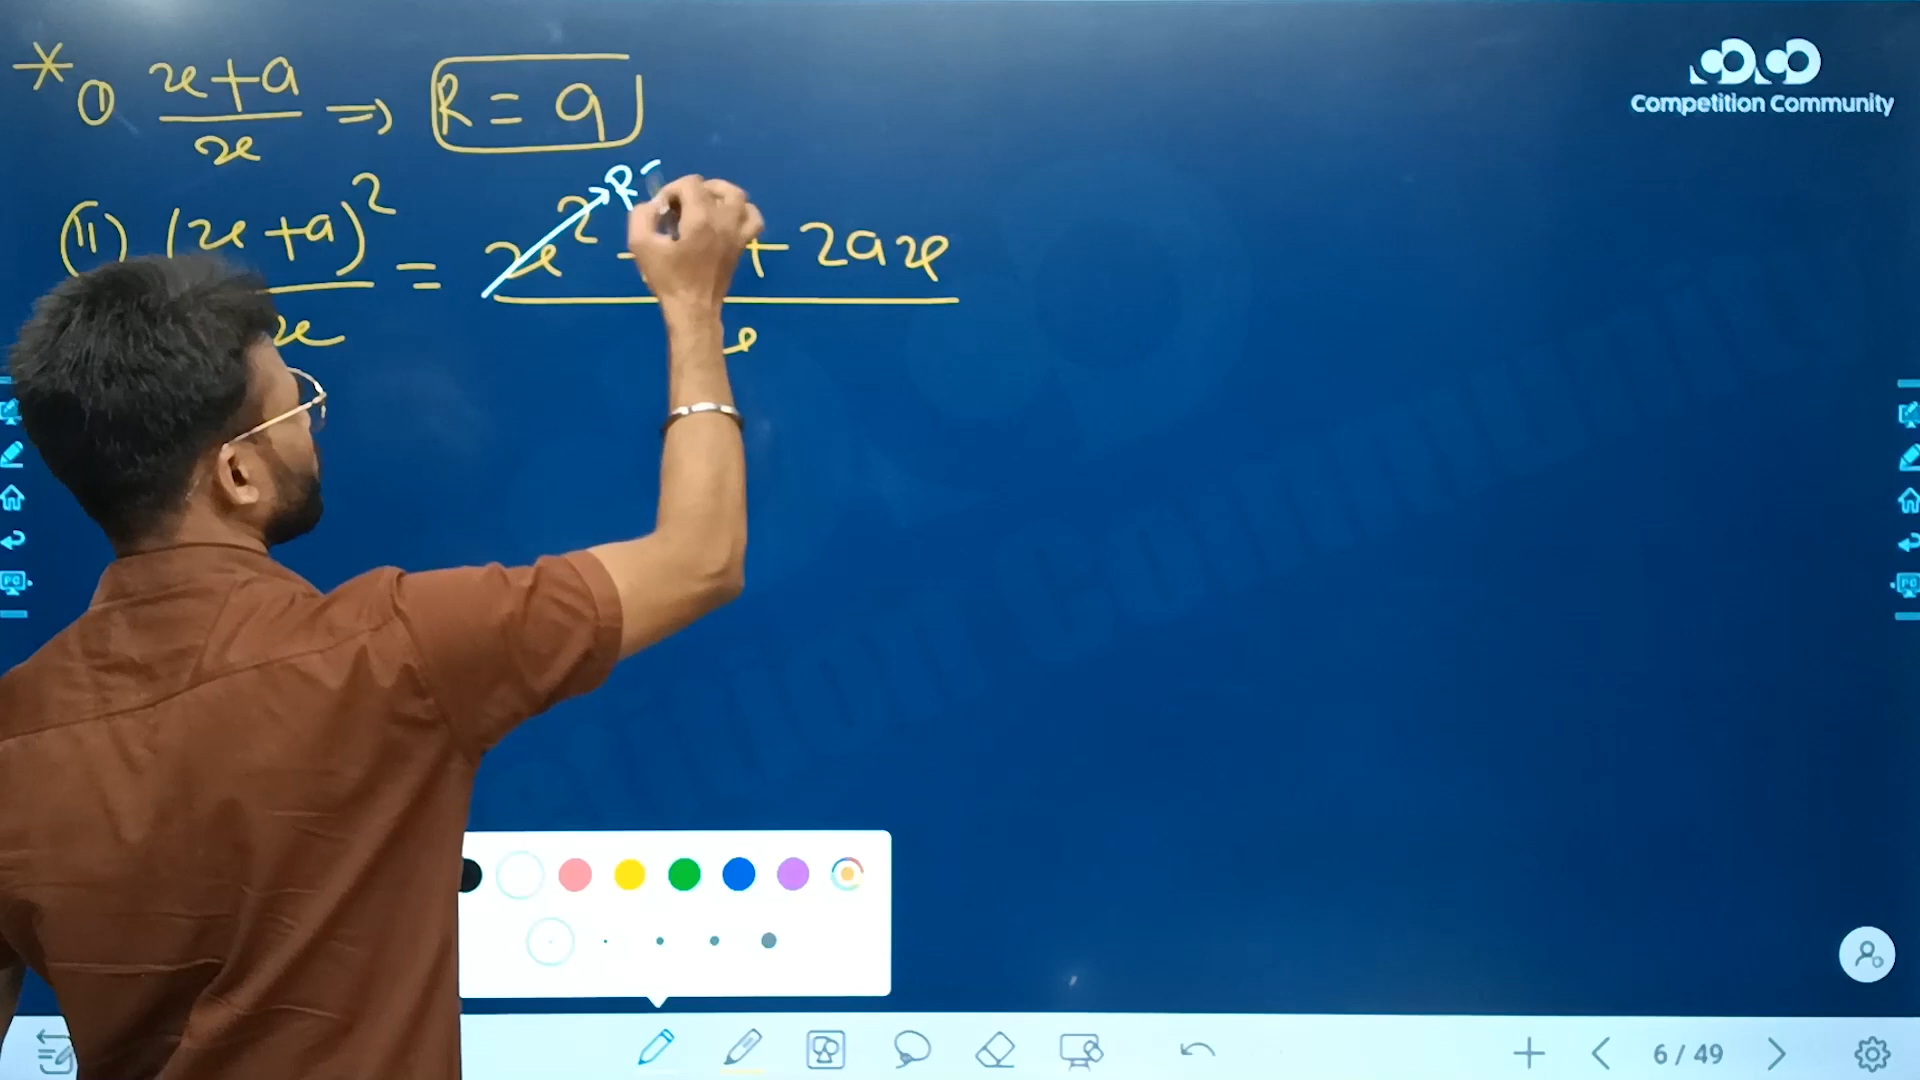 Competition Community
* ① x+a / x ⇒ R = a
(ii) (x+a)² / x = x² + 2ax
R =
6 / 49